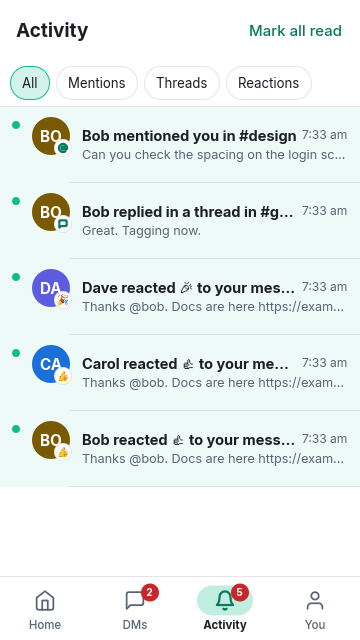 Activity
Mark all read
All
Mentions
Threads
Reactions
BO
Bob mentioned you in #design
7:33 am
Can you check the spacing on the login sc…
BO
Bob replied in a thread in #g…
7:33 am
Great. Tagging now.
DA
Dave reacted 🎉 to your mes…
7:33 am
Thanks @bob. Docs are here https://exam…
CA
Carol reacted 👍 to your me…
7:33 am
Thanks @bob. Docs are here https://exam…
BO
Bob reacted 👍 to your mess…
7:33 am
Thanks @bob. Docs are here https://exam…
2
5
Home
DMs
Activity
You